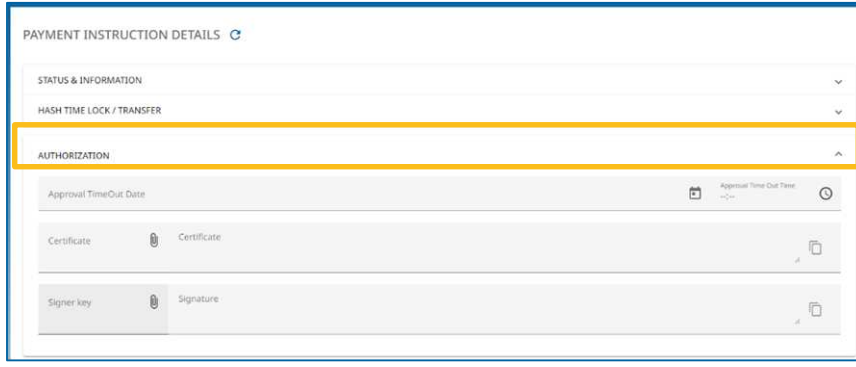 PAYMENT INSTRUCTION DETAILS
STATUS & INFORMATION
HASH TIME LOCK / TRANSFER
AUTHORIZATION
Approval TimeOut Date
Approval Time Out Time
--:--
Certificate
Certificate
Signer key
Signature